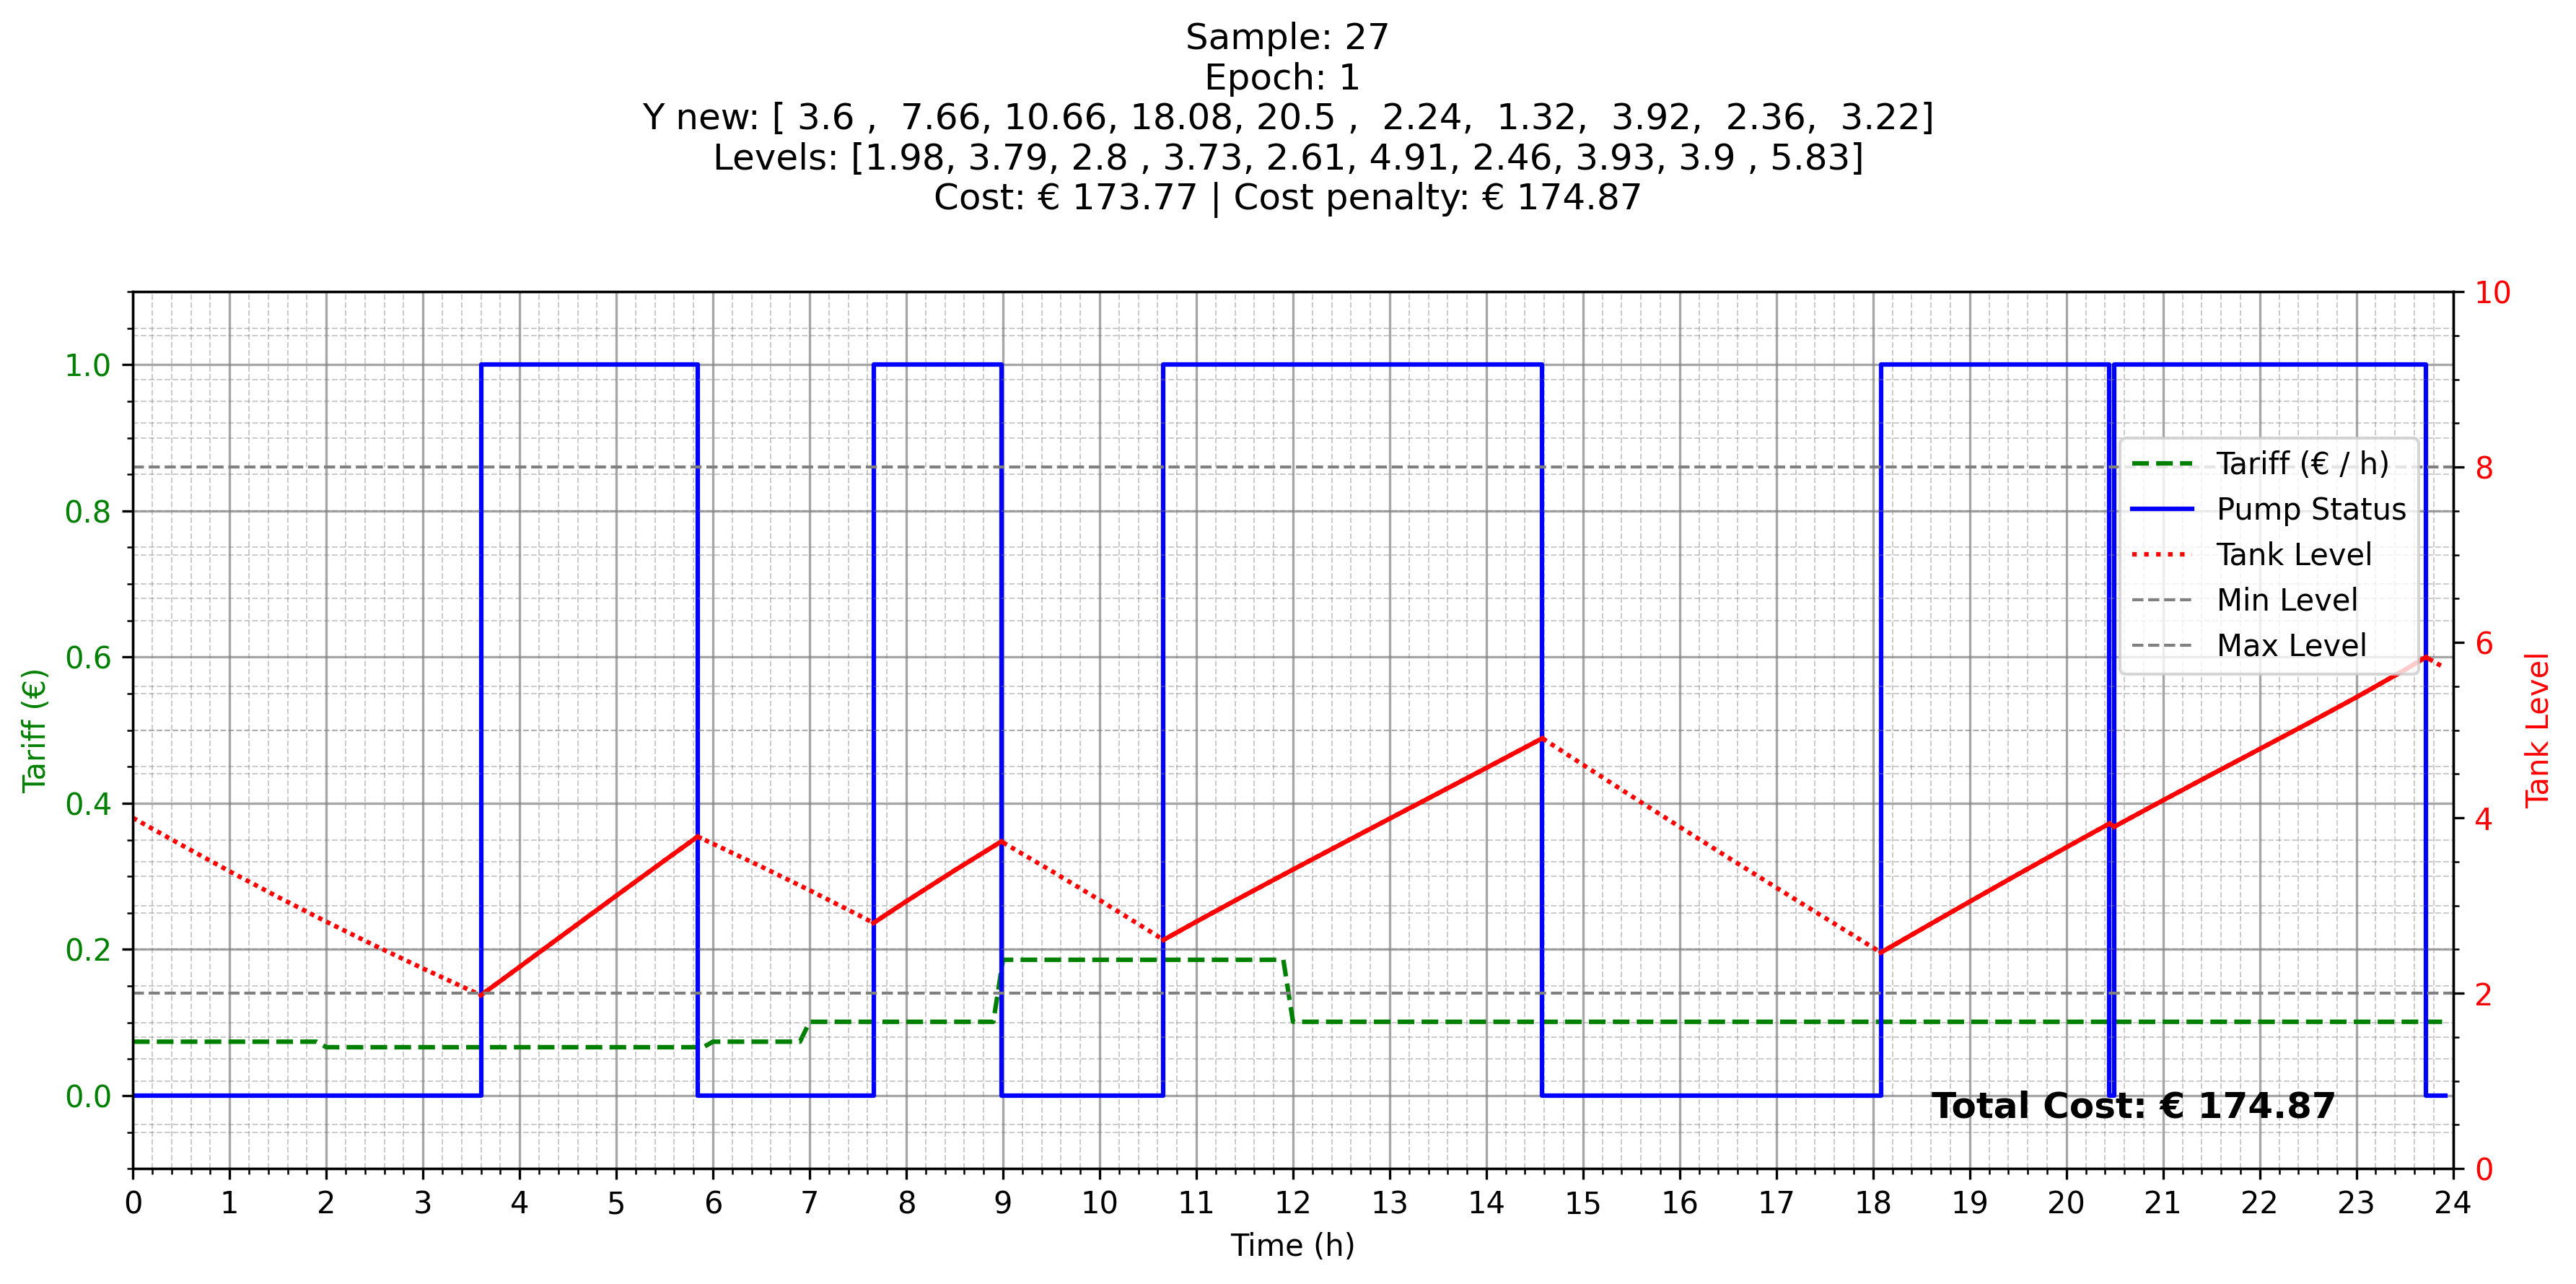 Sample: 27
Epoch: 1
Y new: [ 3.6 ,  7.66, 10.66, 18.08, 20.5 ,  2.24,  1.32,  3.92,  2.36,  3.22]
Levels: [1.98, 3.79, 2.8 , 3.73, 2.61, 4.91, 2.46, 3.93, 3.9 , 5.83]
Cost: € 173.77 | Cost penalty: € 174.87
10
1.0
8
0.8
6
0.6
4
0.4
2
0.2
0.0
0
Tariff (€)
Tank Level
Tariff (€ / h)
Pump Status
Tank Level
Min Level
Max Level
Total Cost: € 174.87
0 1 2 3 4 5 6 7 8 9 10 11 12 13 14 15 16 17 18 19 20 21 22 23 24
Time (h)